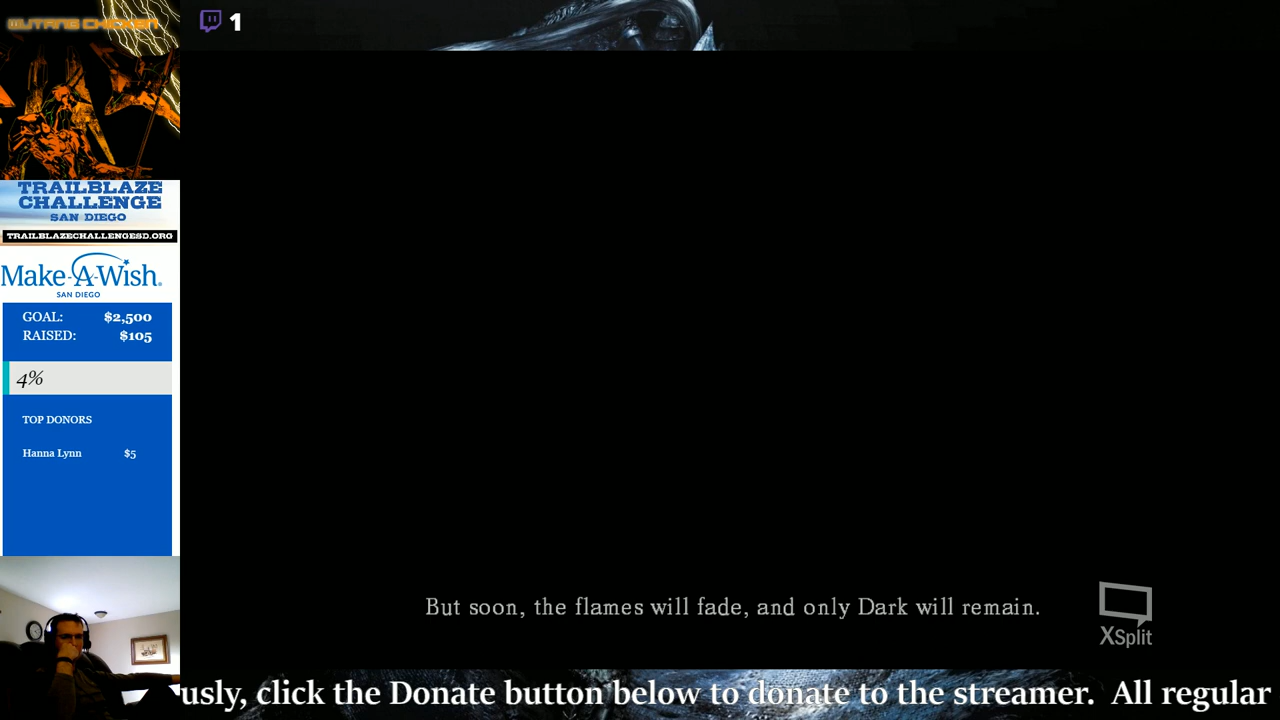 WUTANG CHICKEN
1
TRAILBLAZE
CHALLENGE
SAN DIEGO
TRAILBLAZECHALLENGESD.ORG
Make-A-Wish®
SAN DIEGO
GOAL: $2,500
RAISED: $105
4%
TOP DONORS
Hanna Lynn $5
But soon, the flames will fade, and only Dark will remain.
XSplit
usly, click the Donate button below to donate to the streamer. All regular